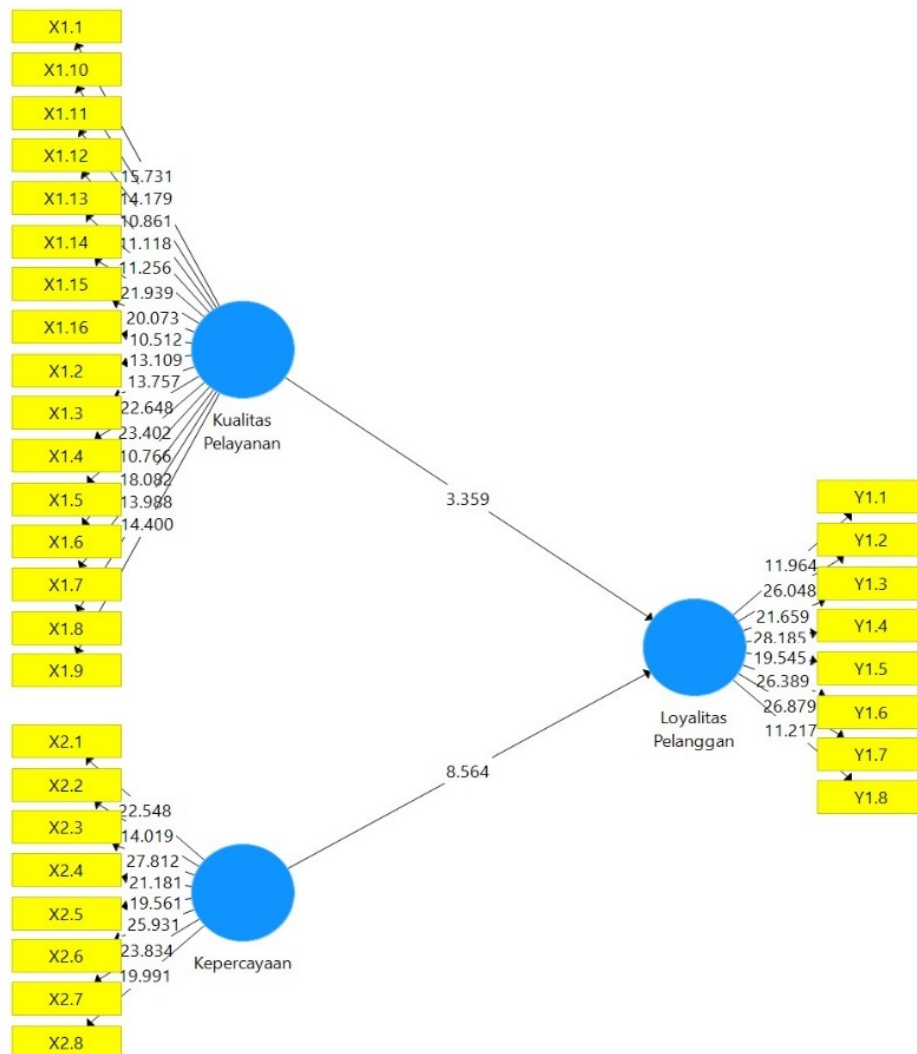 X1.1
X1.10
X1.11
X1.12
X1.13
X1.14
X1.15
X1.16
X1.2
X1.3
X1.4
X1.5
X1.6
X1.7
X1.8
X1.9
15.731
14.179
10.861
11.118
11.256
21.939
20.073
10.512
13.109
13.757
22.648
23.402
10.766
18.082
13.988
14.400
Kualitas
Pelayanan
3.359
X2.1
X2.2
X2.3
X2.4
X2.5
X2.6
X2.7
X2.8
22.548
14.019
27.812
21.181
19.561
25.931
23.834
19.991
Kepercayaan
8.564
Loyalitas
Pelanggan
11.964
26.048
21.659
28.185
19.545
26.389
26.879
11.217
Y1.1
Y1.2
Y1.3
Y1.4
Y1.5
Y1.6
Y1.7
Y1.8